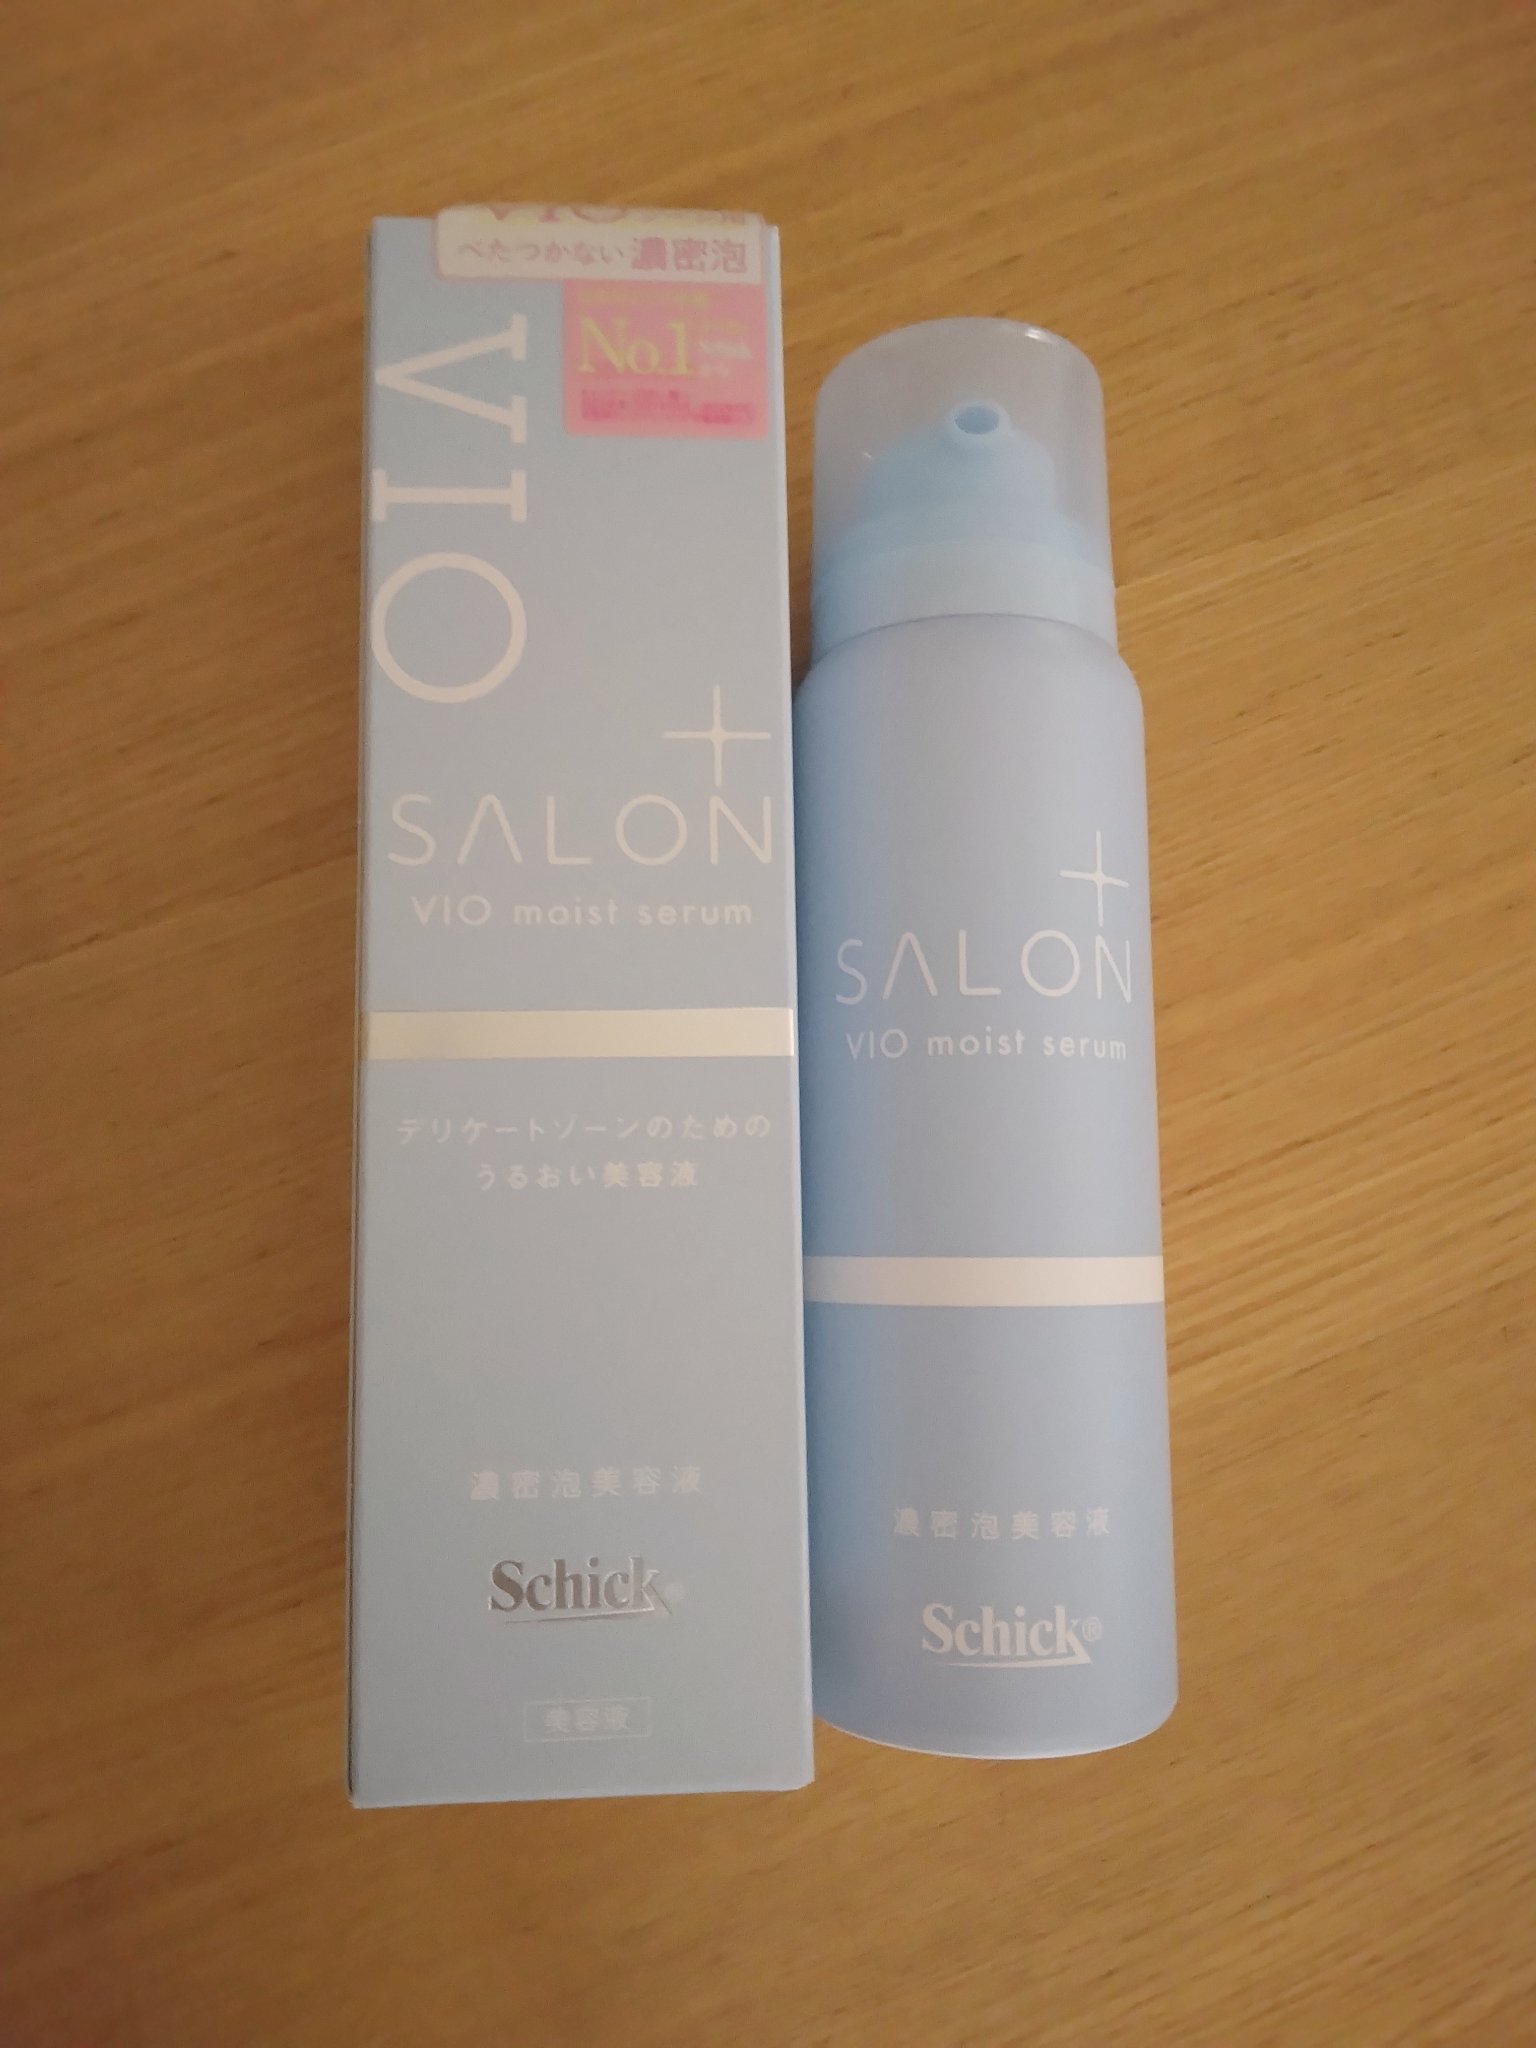 べたつかない濃密泡
No.1
VIO
SALON
VIO moist serum
デリケートゾーンのための
うるおい美容液
濃密泡美容液
Schick
美容液
SALON
VIO moist serum
濃密泡美容液
Schick®